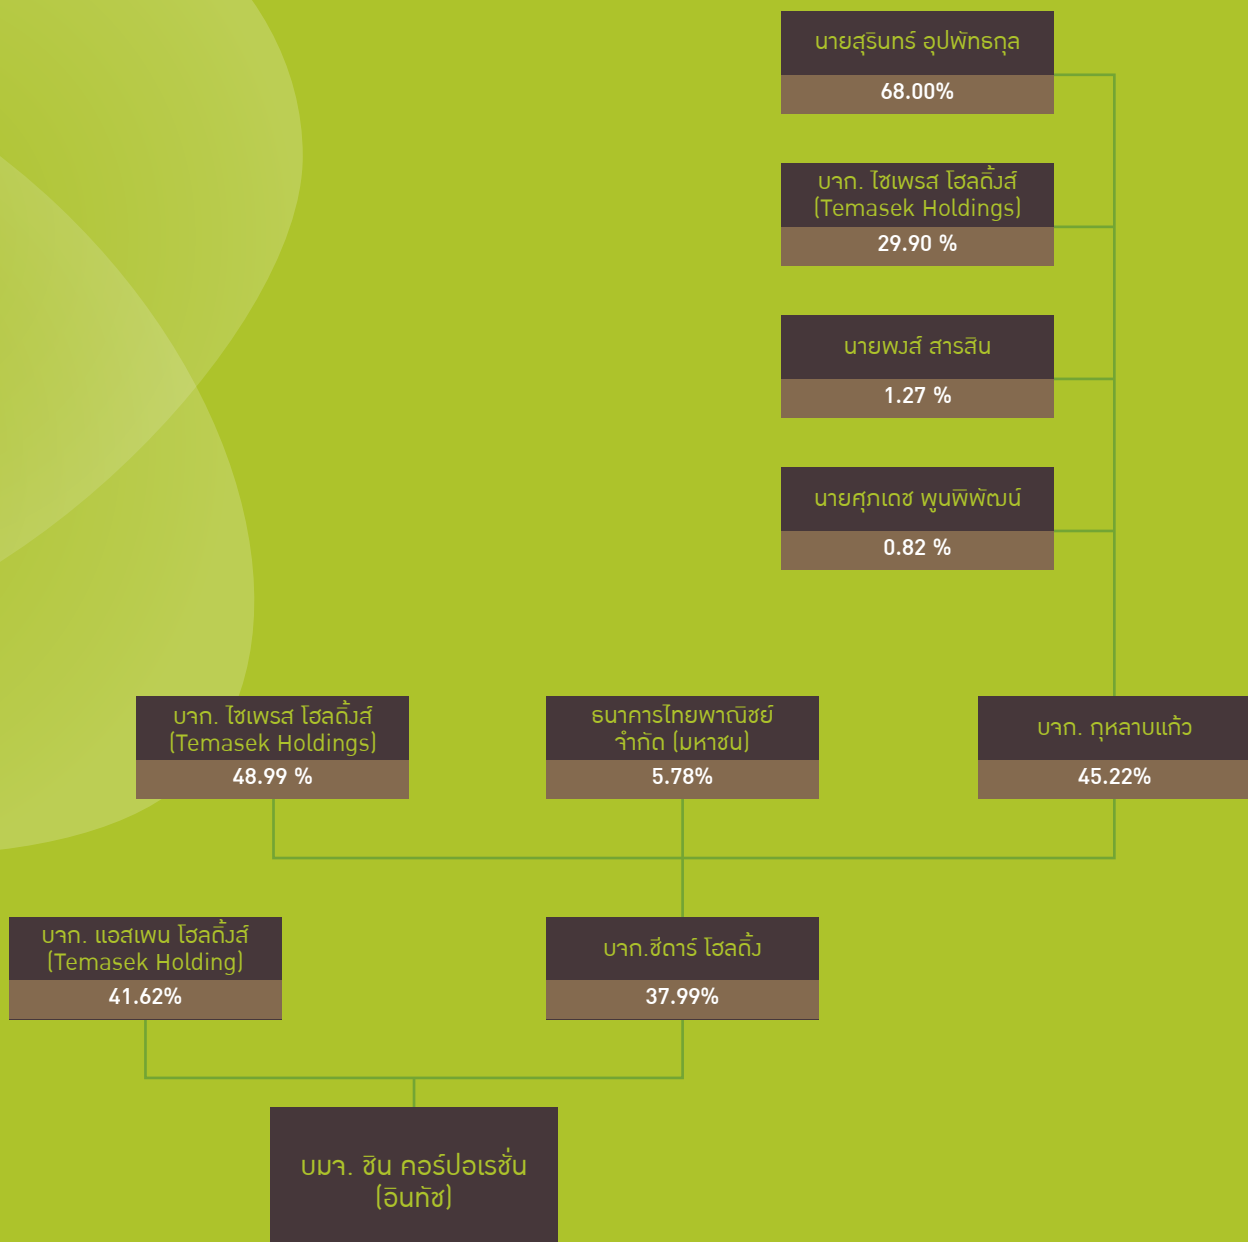 นายสุรินทร์ อุปพัทธกุล
68.00%
บจก. ไซเพรส โฮลดิ้งส์
(Temasek Holdings)
29.90 %
นายพงส์ สารสิน
1.27 %
นายศุภเดช พูนพิพัฒน์
0.82 %
บจก. ไซเพรส โฮลดิ้งส์
(Temasek Holdings)
48.99 %
ธนาคารไทยพาณิชย์
จำกัด (มหาชน)
5.78%
บจก. กุหลาบแก้ว
45.22%
บจก. แอสเพน โฮลดิ้งส์
(Temasek Holding)
41.62%
บจก.ซีดาร์ โฮลดิ้ง
37.99%
บมจ. ชิน คอร์ปอเรชั่น
(อินทัช)